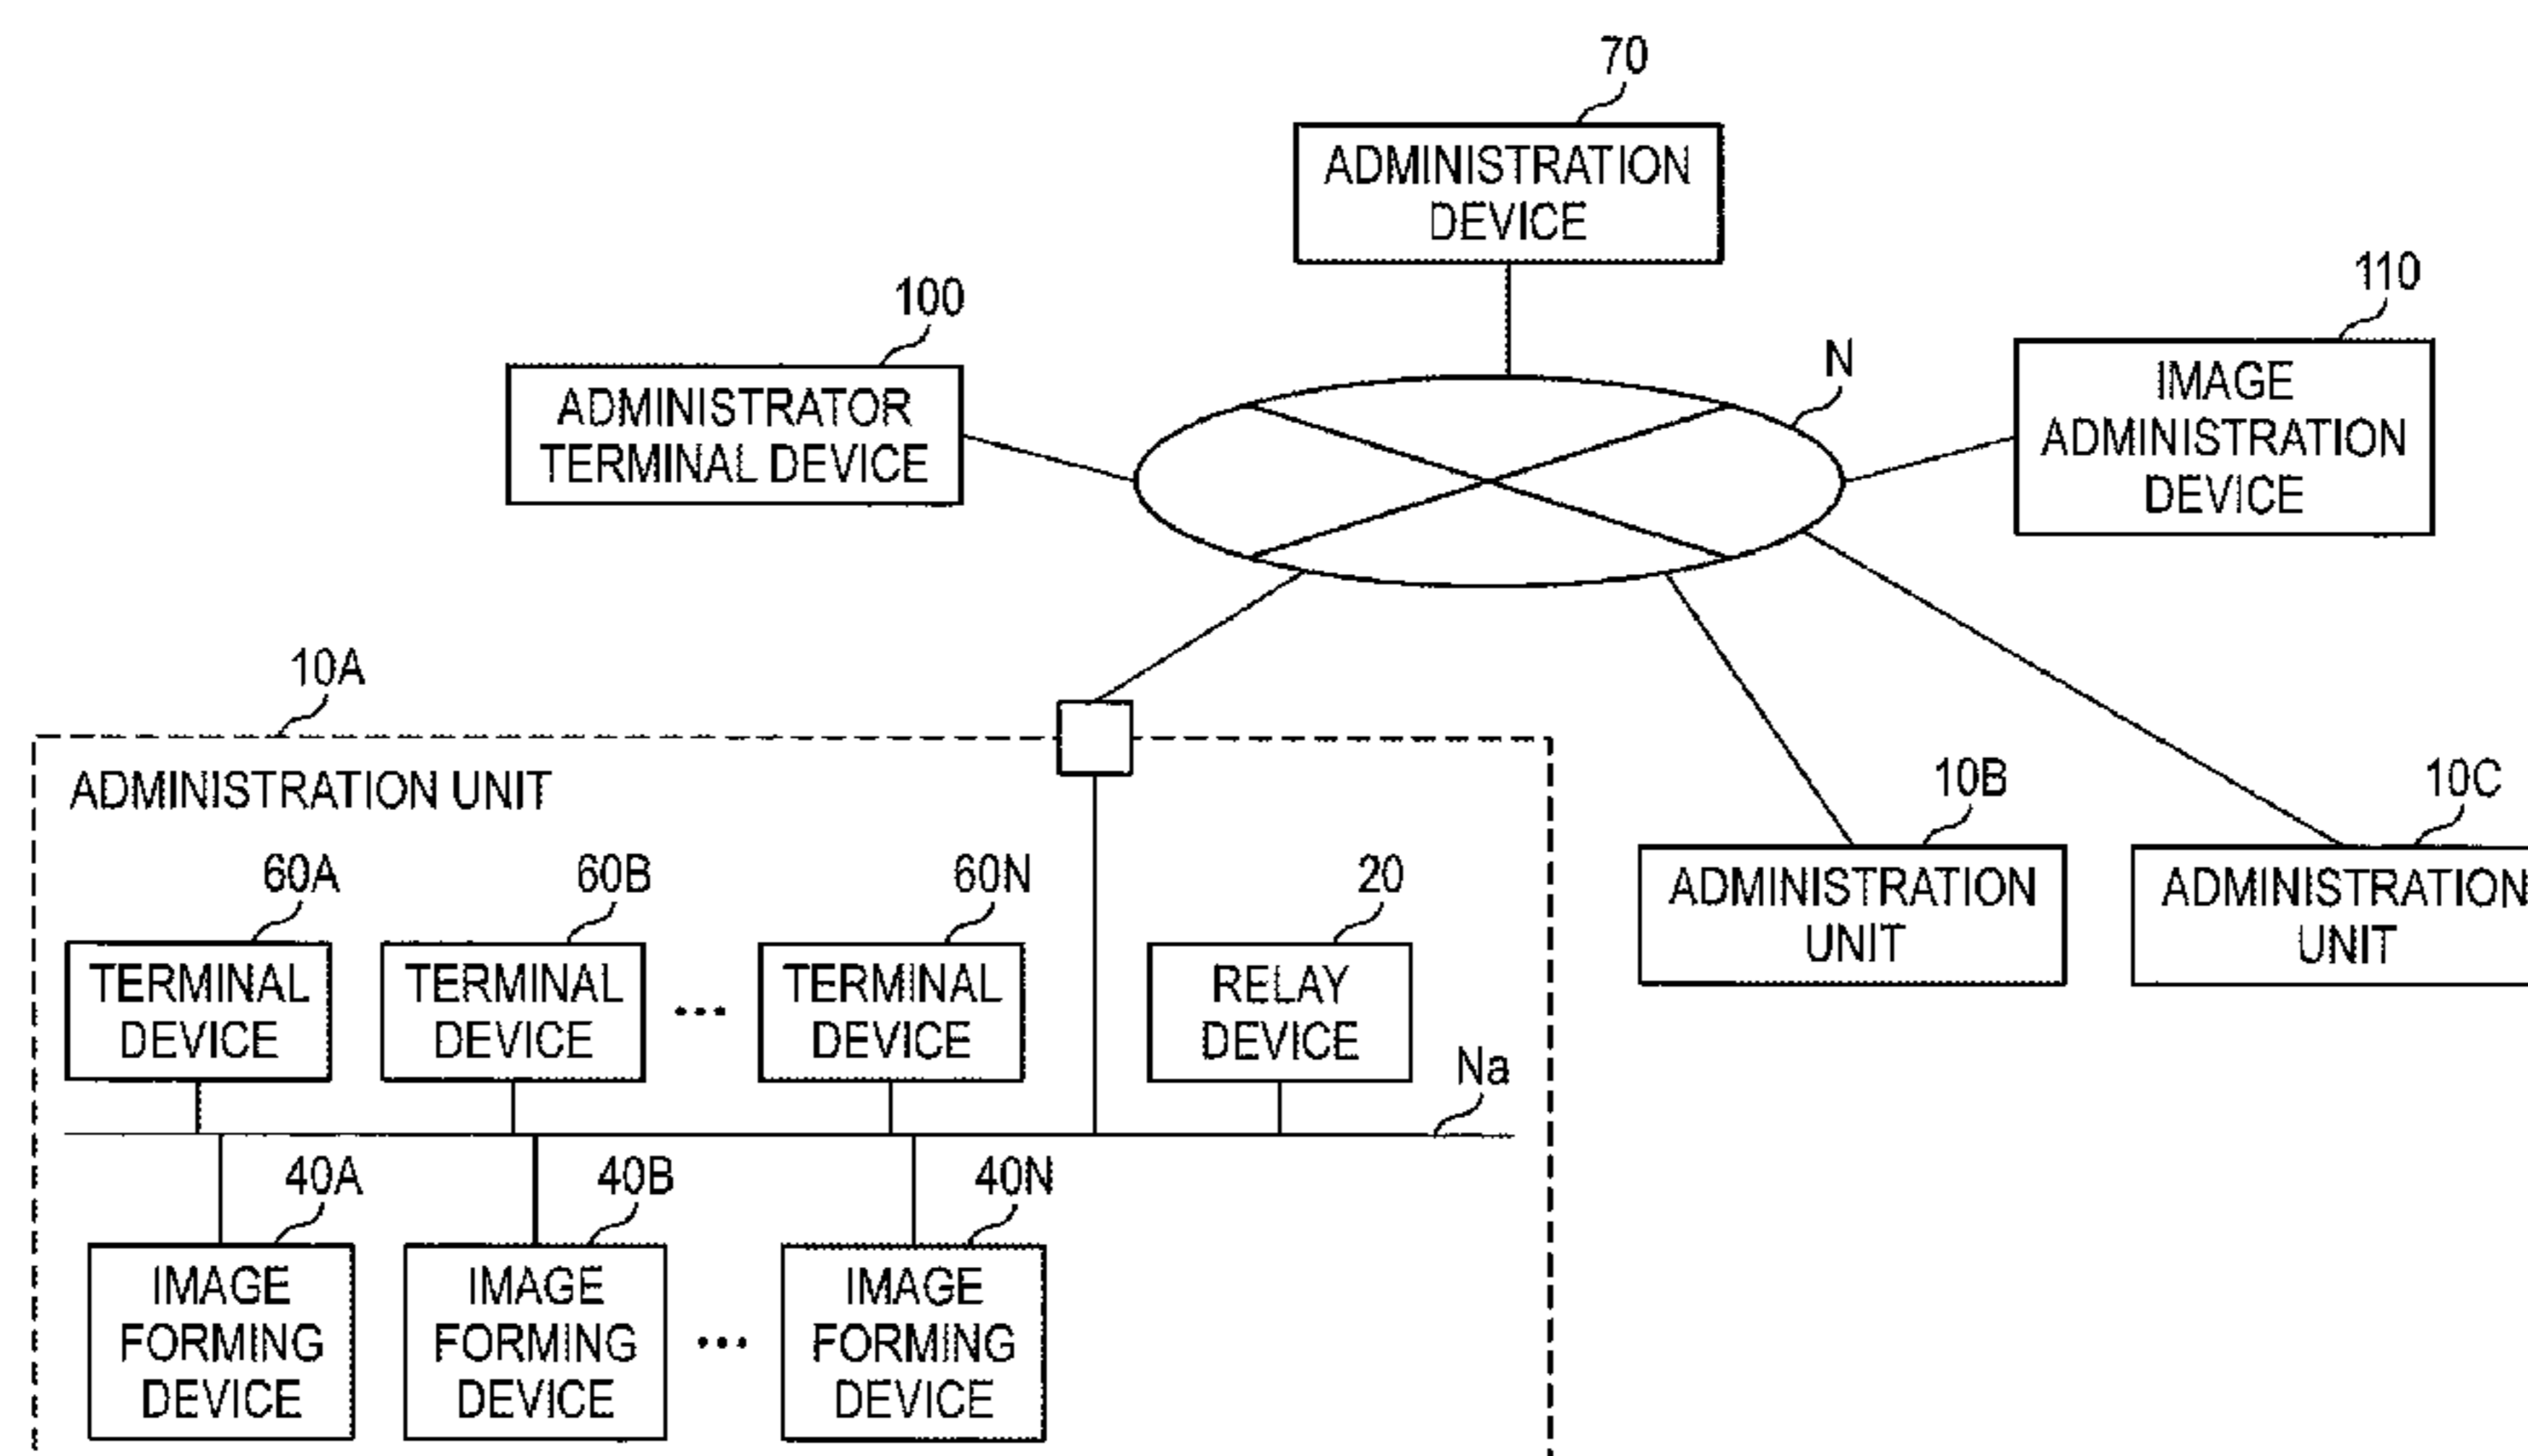 70
ADMINISTRATION
DEVICE
100
ADMINISTRATOR
TERMINAL DEVICE
110
IMAGE
ADMINISTRATION
DEVICE
N
10A
ADMINISTRATION UNIT
10B
ADMINISTRATION
UNIT
10C
ADMINISTRATION
UNIT
60A
TERMINAL
DEVICE
60B
TERMINAL
DEVICE
...
60N
TERMINAL
DEVICE
20
RELAY
DEVICE
Na
40A
IMAGE
FORMING
DEVICE
40B
IMAGE
FORMING
DEVICE
...
40N
IMAGE
FORMING
DEVICE